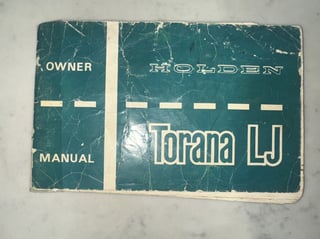 OWNER
HOLDEN
MANUAL
Torana LJ